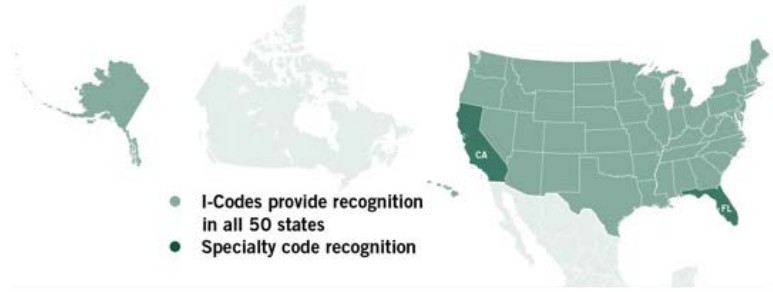 CA
FL
I-Codes provide recognition
in all 50 states
Specialty code recognition